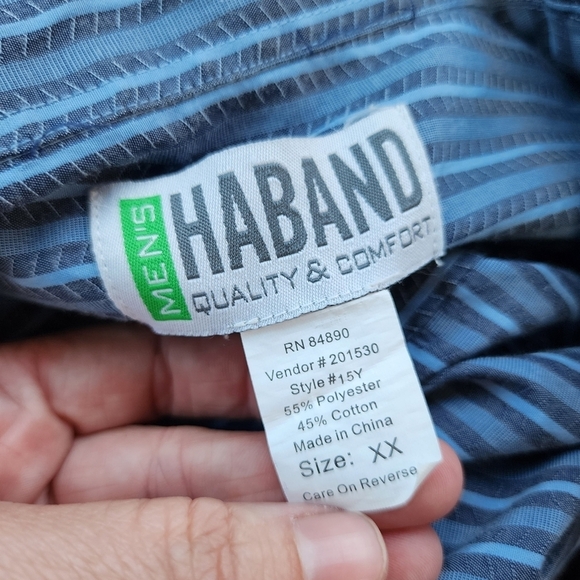 MEN'S
HABAND
QUALITY & COMFORT
RN 84890
Vendor # 201530
Style #15Y
55% Polyester
45% Cotton
Made in China
Size: XX
Care On Reverse